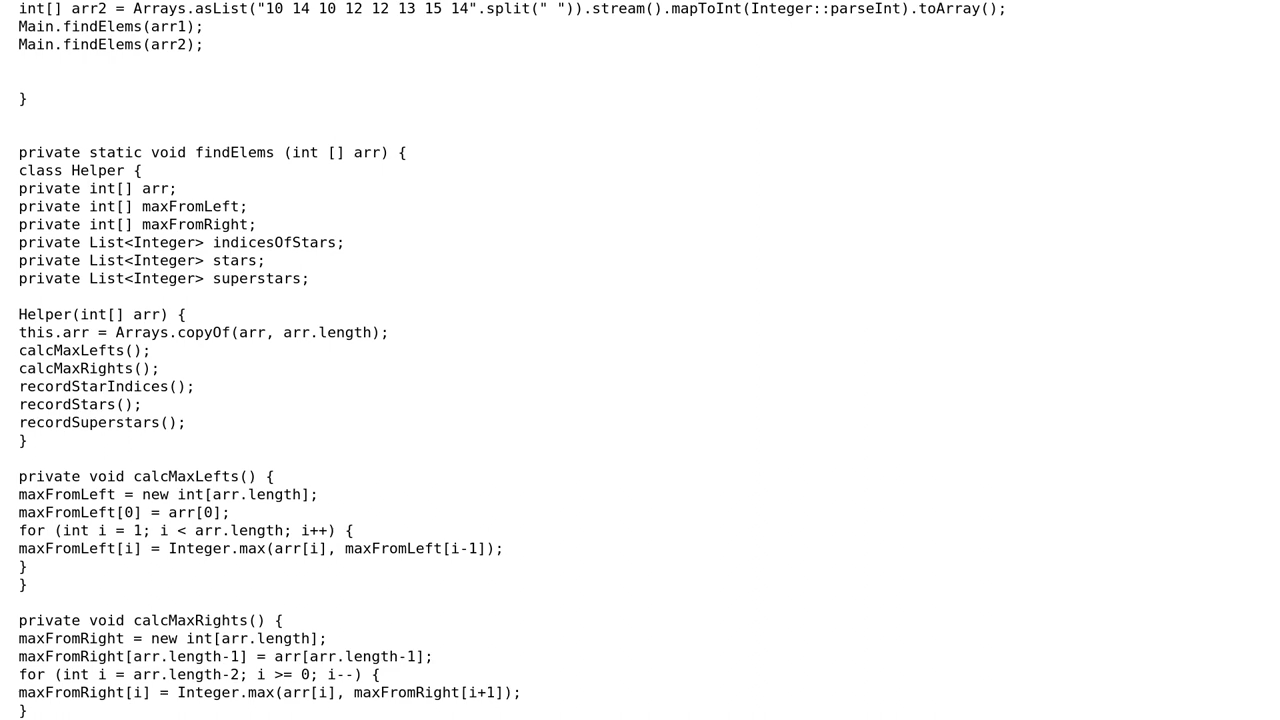 int[] arr2 = Arrays.asList("10 14 10 12 12 13 15 14".split(" ")).stream().mapToInt(Integer::parseInt).toArray();
Main.findElems(arr1);
Main.findElems(arr2);
}
private static void findElems (int [] arr) {
class Helper {
private int[] arr;
private int[] maxFromLeft;
private int[] maxFromRight;
private List<Integer> indicesOfStars;
private List<Integer> stars;
private List<Integer> superstars;
Helper(int[] arr) {
this.arr = Arrays.copyOf(arr, arr.length);
calcMaxLefts();
calcMaxRights();
recordStarIndices();
recordStars();
recordSuperstars();
}
private void calcMaxLefts() {
maxFromLeft = new int[arr.length];
maxFromLeft[0] = arr[0];
for (int i = 1; i < arr.length; i++) {
maxFromLeft[i] = Integer.max(arr[i], maxFromLeft[i-1]);
}
}
private void calcMaxRights() {
maxFromRight = new int[arr.length];
maxFromRight[arr.length-1] = arr[arr.length-1];
for (int i = arr.length-2; i >= 0; i--) {
maxFromRight[i] = Integer.max(arr[i], maxFromRight[i+1]);
}